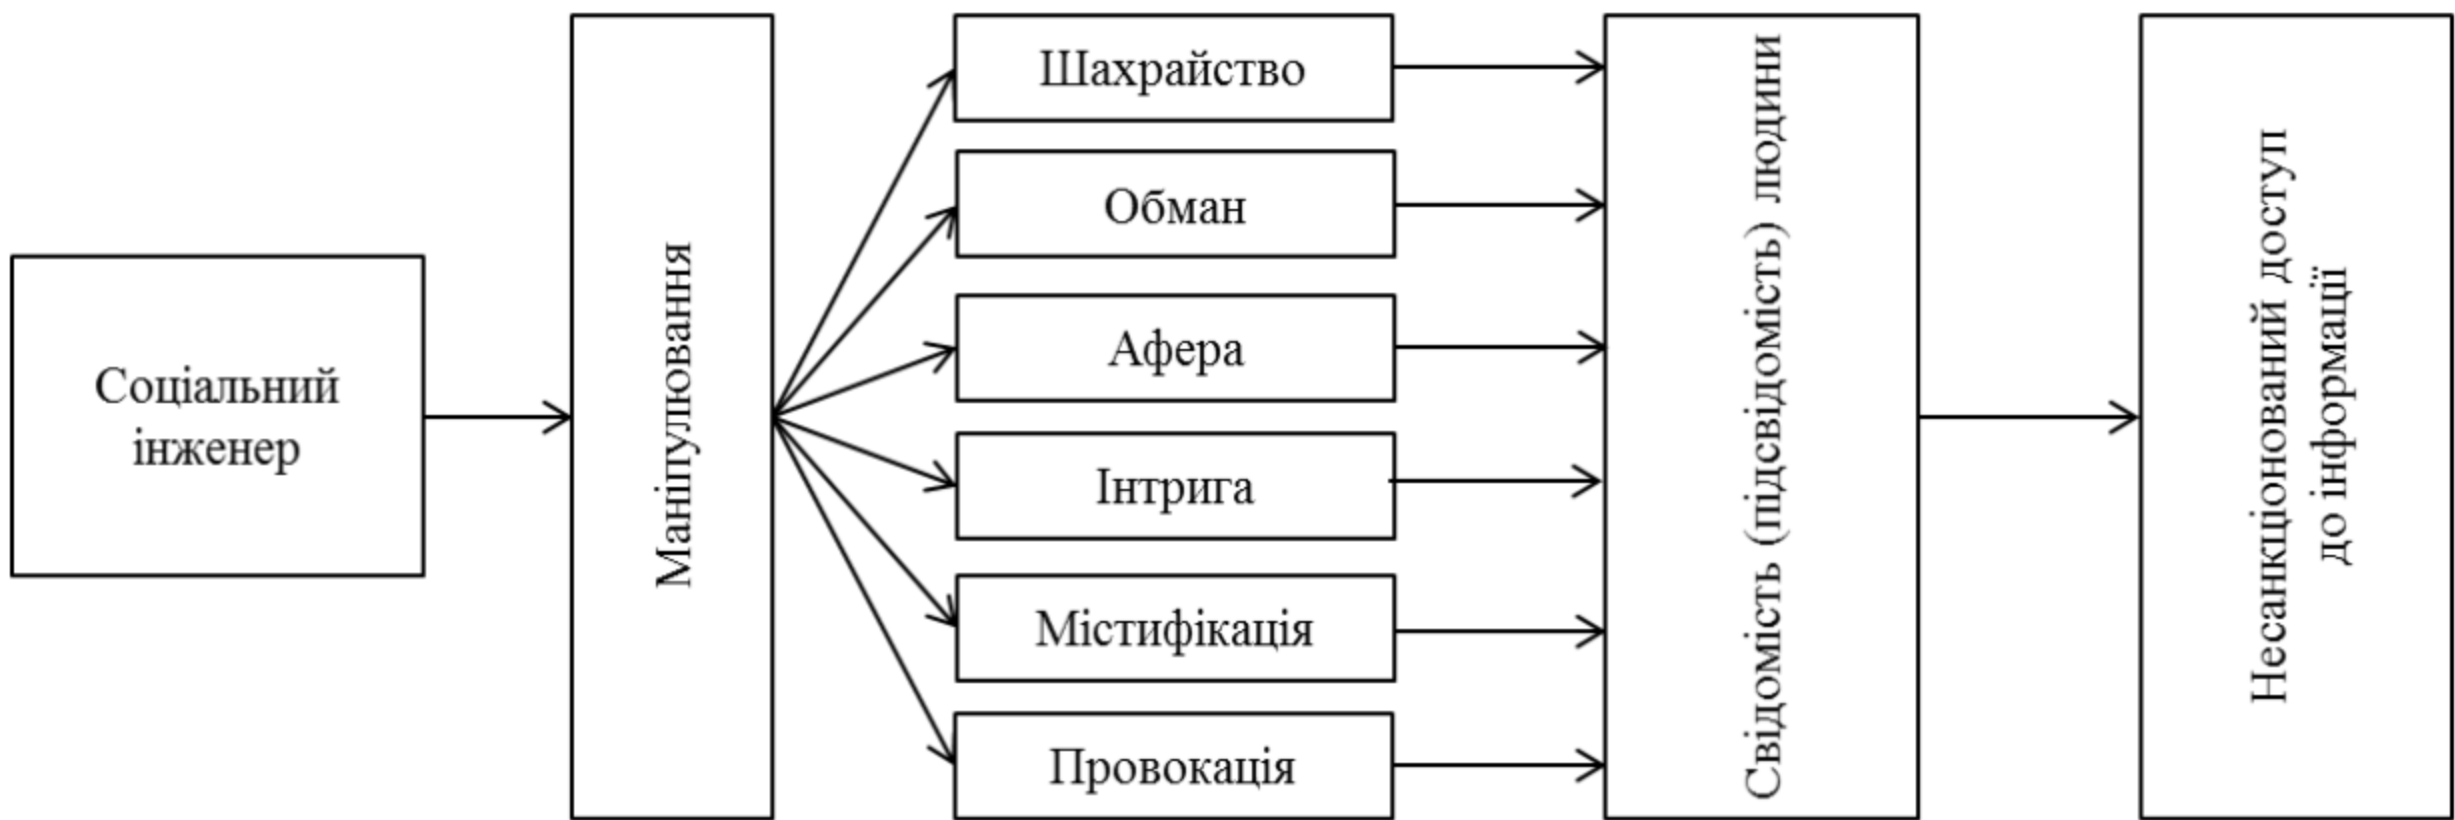 Соціальний
інженер
Маніпулювання
Шахрайство
Обман
Афера
Інтрига
Містифікація
Провокація
Свідомість (підсвідомість) людини
Несанкціонований доступ
до інформації